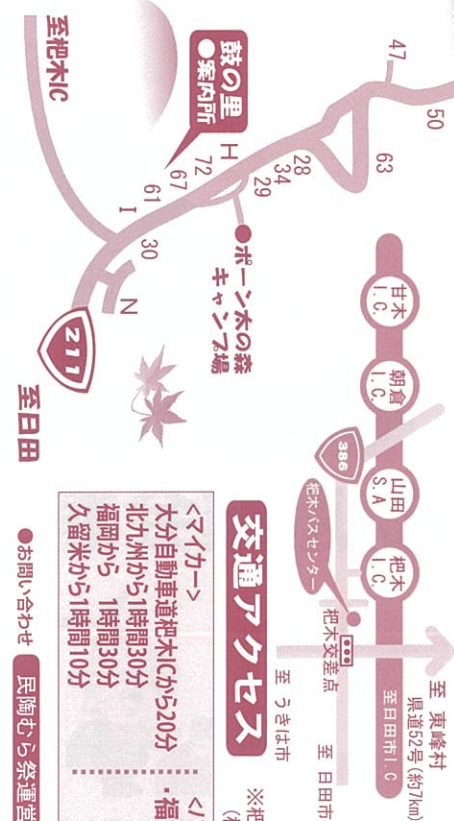 50
47
63
28
34
29
H
72
67
61
I
30
N
至杷木IC
鼓の里
●案内所
●ポーン太の森
キャンプ場
211
至日田
甘木
I.C.
朝倉
I.C.
山田
S.A
杷木
I.C.
386
杷木バスセンター
杷木交差点
至 東峰村
県道52号(約7km)
至日田市I.C
至 日田市
至 うきは市
交通アクセス
※杷
<マイカー>
大分自動車道杷木ICから20分
北九州から1時間30分
福岡から 1時間30分
久留米から1時間10分
・福
●お問い合わせ
民陶むら祭運営